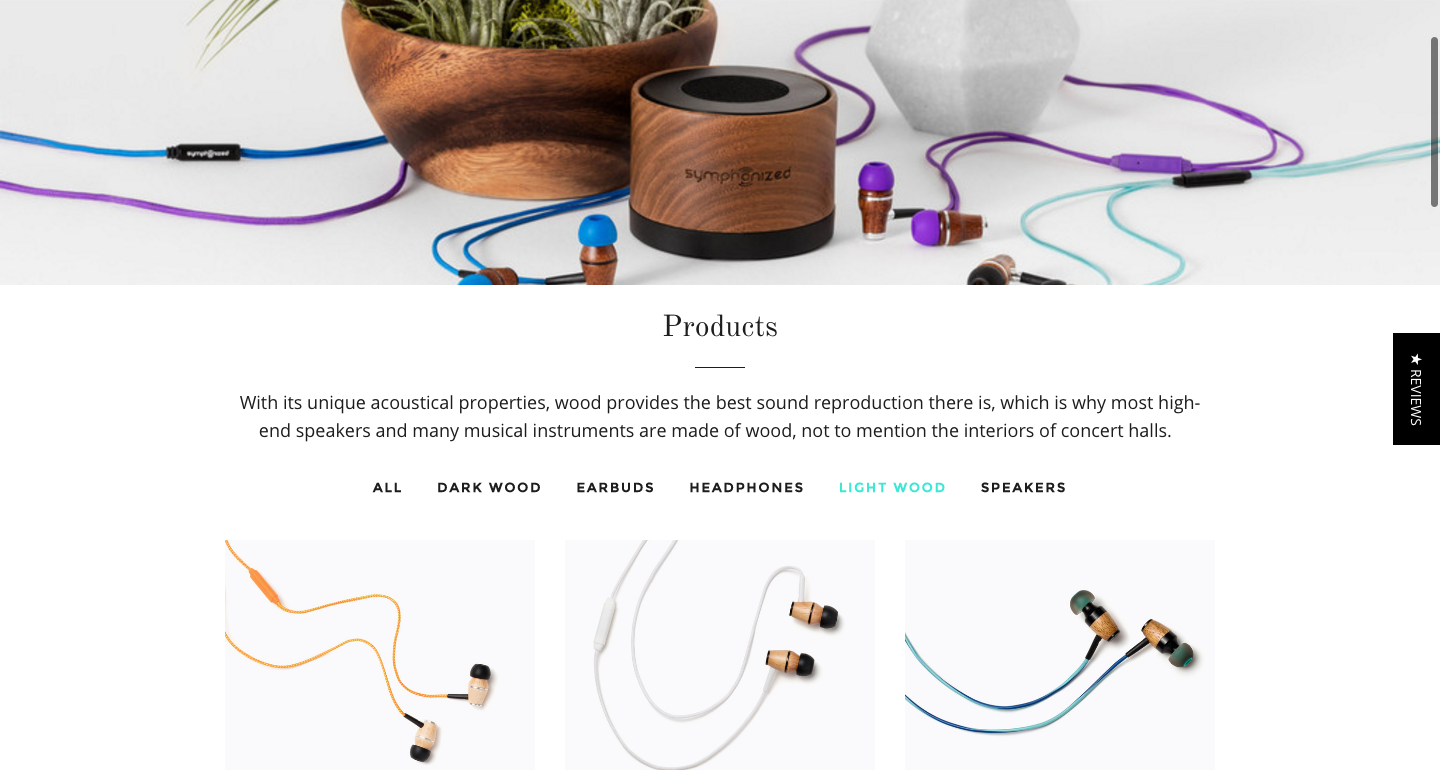 symphonized
symphonized
Products
With its unique acoustical properties, wood provides the best sound reproduction there is, which is why most high-
end speakers and many musical instruments are made of wood, not to mention the interiors of concert halls.
★ REVIEWS
ALL DARK WOOD EARBUDS HEADPHONES LIGHT WOOD SPEAKERS